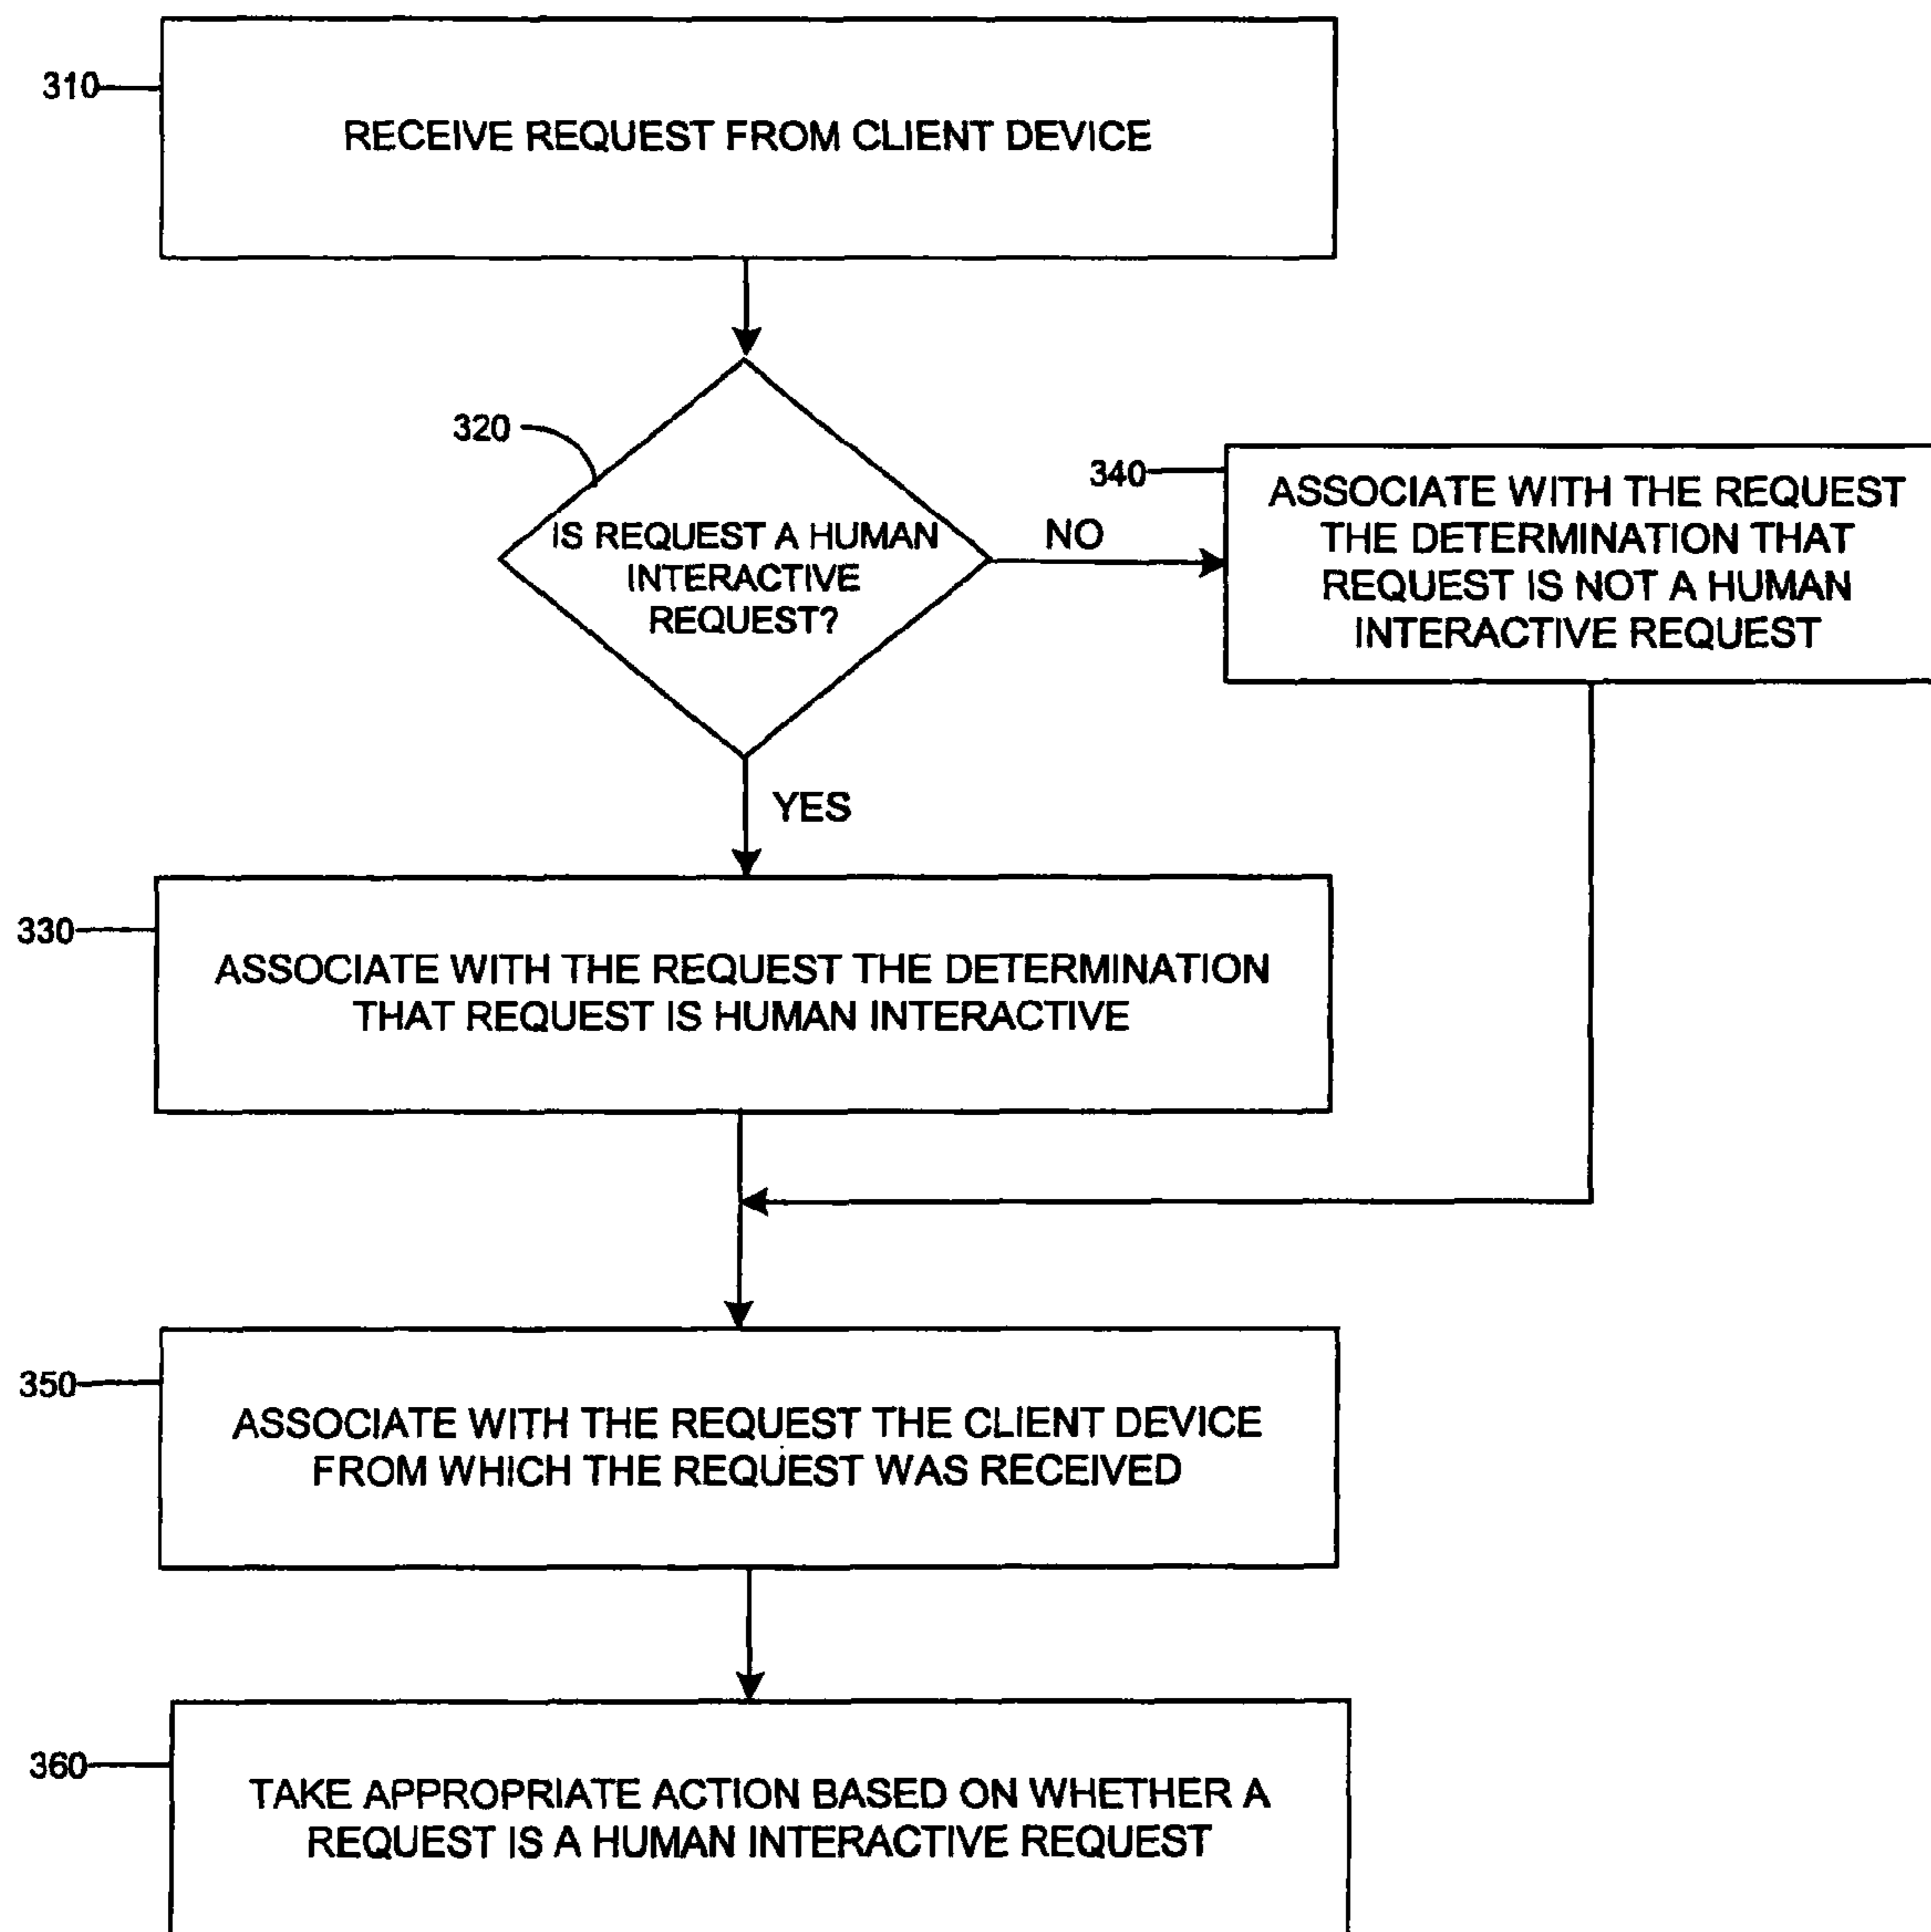 310
RECEIVE REQUEST FROM CLIENT DEVICE
320
IS REQUEST A HUMAN
INTERACTIVE
REQUEST?
NO
340
ASSOCIATE WITH THE REQUEST
THE DETERMINATION THAT
REQUEST IS NOT A HUMAN
INTERACTIVE REQUEST
YES
330
ASSOCIATE WITH THE REQUEST THE DETERMINATION
THAT REQUEST IS HUMAN INTERACTIVE
350
ASSOCIATE WITH THE REQUEST THE CLIENT DEVICE
FROM WHICH THE REQUEST WAS RECEIVED
360
TAKE APPROPRIATE ACTION BASED ON WHETHER A
REQUEST IS A HUMAN INTERACTIVE REQUEST